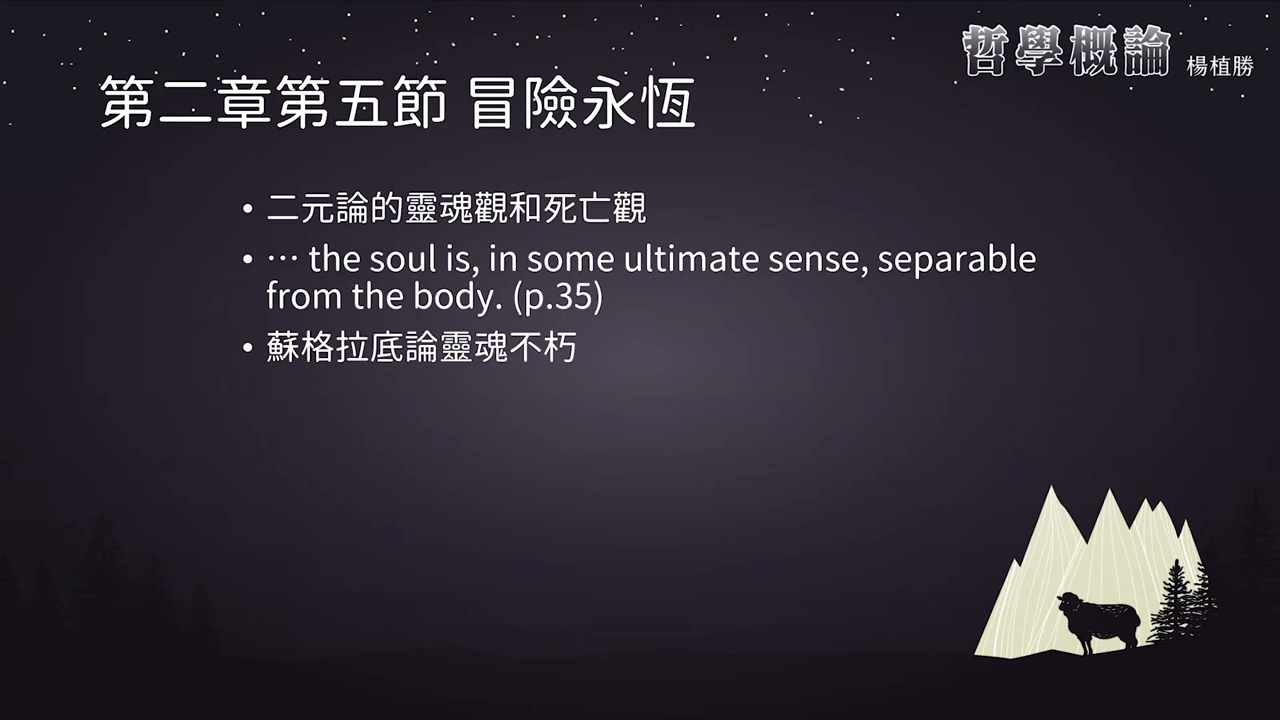 哲學概論 楊植勝
第二章第五節 冒險永恆
• 二元論的靈魂觀和死亡觀
• … the soul is, in some ultimate sense, separable
from the body. (p.35)
• 蘇格拉底論靈魂不朽